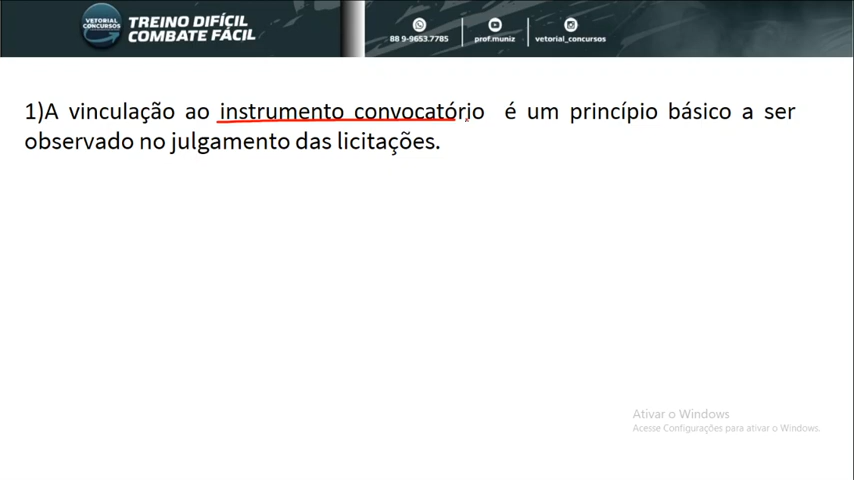 VETORIAL
CONCURSOS
TREINO DIFÍCIL
COMBATE FÁCIL
88 9-9653.7785
prof.muniz
vetorial_concursos
1)A vinculação ao instrumento convocatório é um princípio básico a ser
observado no julgamento das licitações.
Ativar o Windows
Acesse Configurações para ativar o Windows.